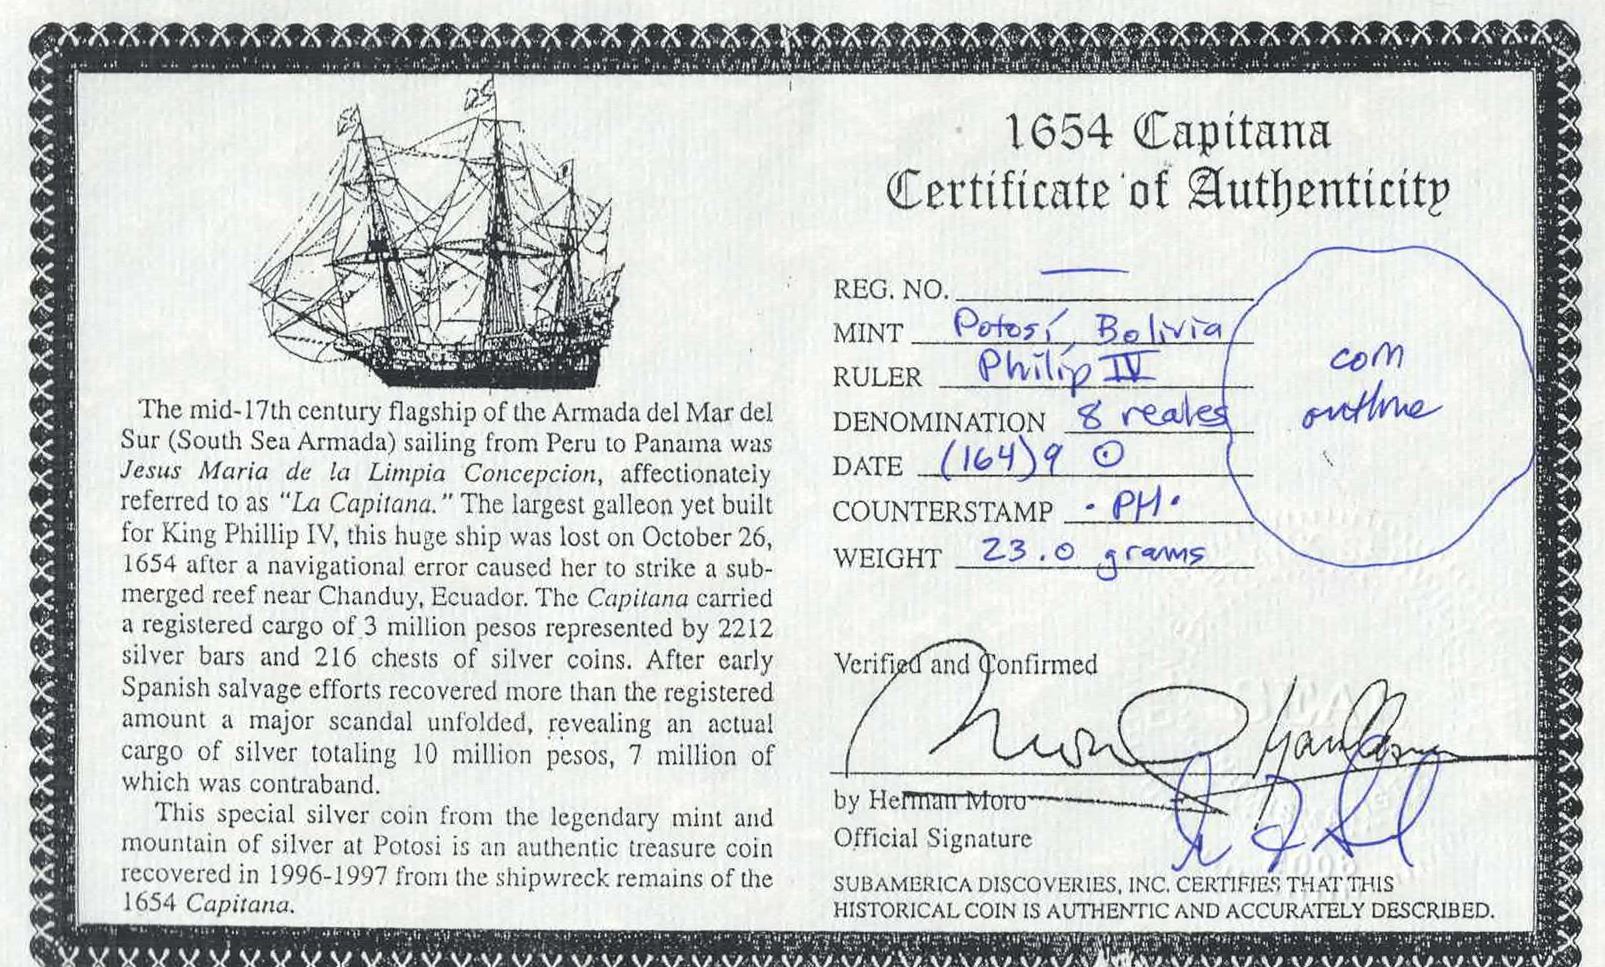 The mid-17th century flagship of the Armada del Mar del
Sur (South Sea Armada) sailing from Peru to Panama was
Jesus Maria de la Limpia Concepcion, affectionately
referred to as "La Capitana." The largest galleon yet built
for King Phillip IV, this huge ship was lost on October 26,
1654 after a navigational error caused her to strike a sub-
merged reef near Chanduy, Ecuador. The Capitana carried
a registered cargo of 3 million pesos represented by 2212
silver bars and 216 chests of silver coins. After early
Spanish salvage efforts recovered more than the registered
amount a major scandal unfolded, revealing an actual
cargo of silver totaling 10 million pesos, 7 million of
which was contraband.
This special silver coin from the legendary mint and
mountain of silver at Potosi is an authentic treasure coin
recovered in 1996-1997 from the shipwreck remains of the
1654 Capitana.
1654 Capitana
Certificate of Authenticity
REG. NO. —
MINT Potosí, Bolivia
RULER Philip IV
DENOMINATION 8 reales
DATE (164)9 ⊙
COUNTERSTAMP ·PH·
WEIGHT 23.0 grams
coin
outline
Verified and Confirmed
by Herman Moro
Official Signature
SUBAMERICA DISCOVERIES, INC. CERTIFIES THAT THIS
HISTORICAL COIN IS AUTHENTIC AND ACCURATELY DESCRIBED.